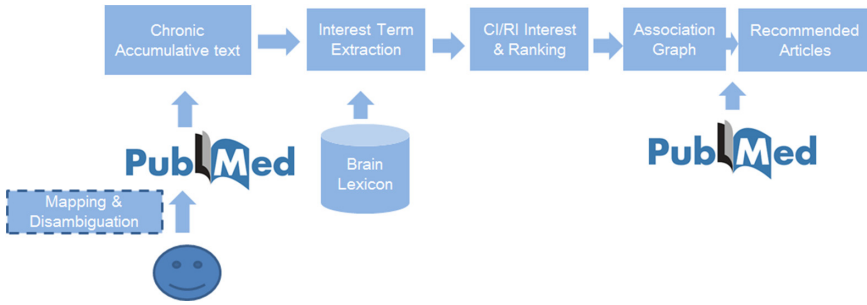 Chronic
Accumulative text
Interest Term
Extraction
CI/RI Interest
& Ranking
Association
Graph
Recommended
Articles
PubMed
Brain
Lexicon
PubMed
Mapping &
Disambiguation